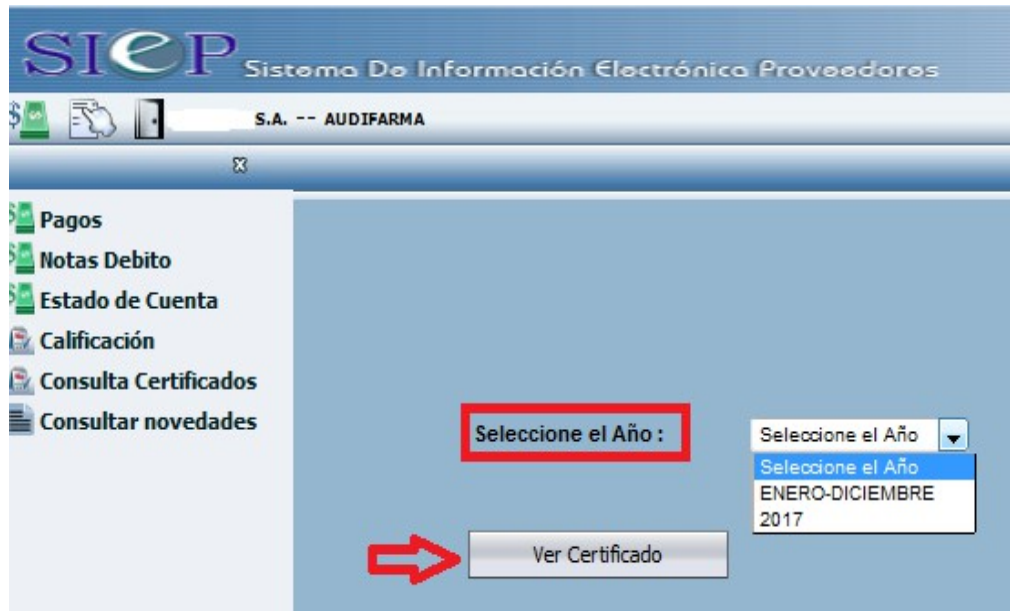 SIeP Sistema De Información Electrónica Proveedores
S.A. -- AUDIFARMA
Pagos
Notas Debito
Estado de Cuenta
Calificación
Consulta Certificados
Consultar novedades
Seleccione el Año :
Seleccione el Año
Seleccione el Año
ENERO-DICIEMBRE
2017
Ver Certificado